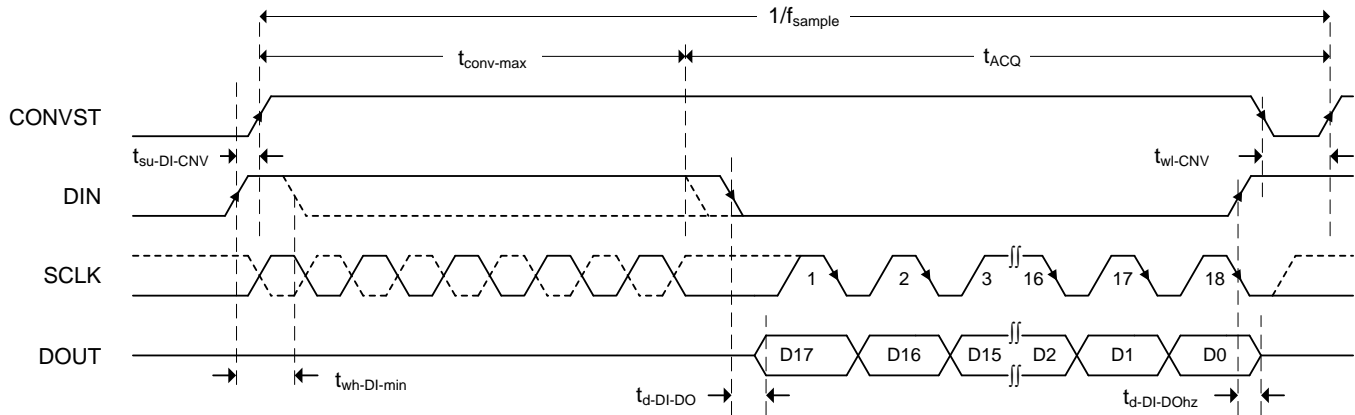 1/fsample
tconv-max
tACQ
CONVST
tsu-DI-CNV
twl-CNV
DIN
SCLK
1 2 3 16 17 18
DOUT
D17 D16 D15 D2 D1 D0
twh-DI-min
td-DI-DO
td-DI-DOhz